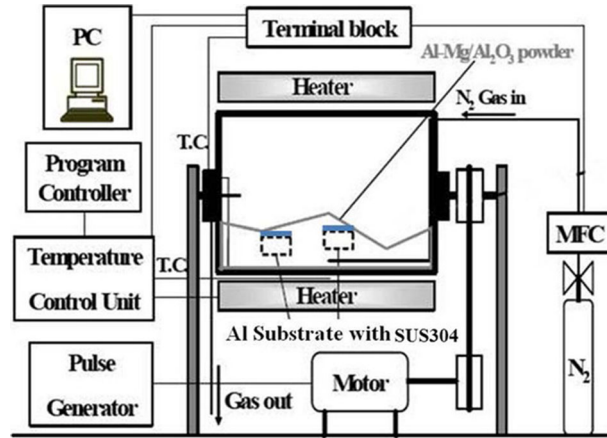 PC
Terminal block
Al-Mg/Al₂O₃ powder
Heater
N₂ Gas in
T.C.
Program
Controller
MFC
Temperature
Control Unit
T.C.
Heater
Al Substrate with SUS304
Pulse
Generator
Gas out
Motor
N₂